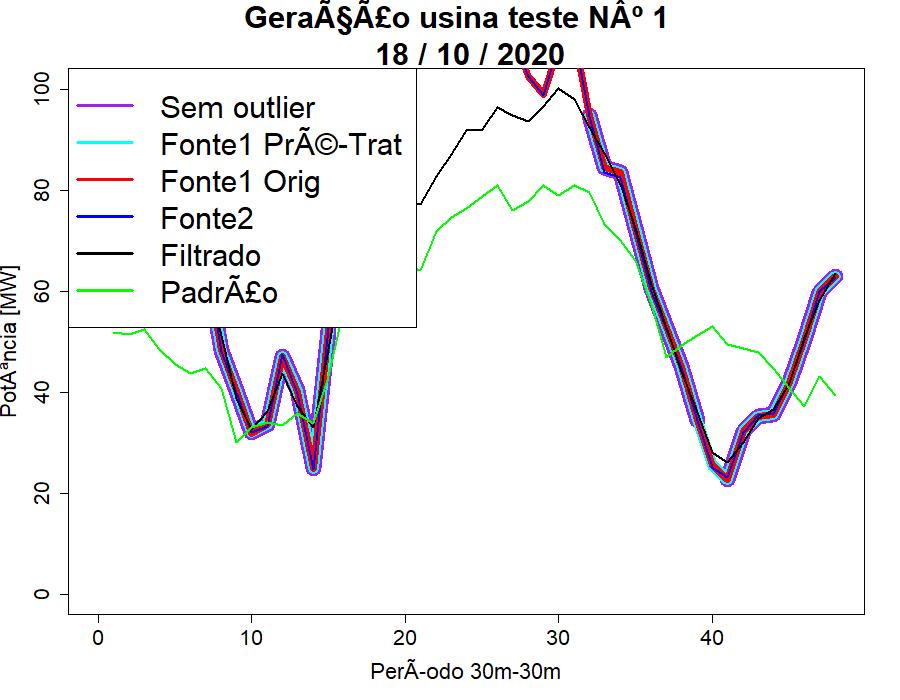 GeraÃ§Ã£o usina teste NÂº 1
18 / 10 / 2020
Sem outlier
Fonte1 PrÃ©-Trat
Fonte1 Orig
Fonte2
Filtrado
PadrÃ£o
PotÃªncia [MW]
100
80
60
40
20
0
0 10 20 30 40
PerÃ­-odo 30m-30m